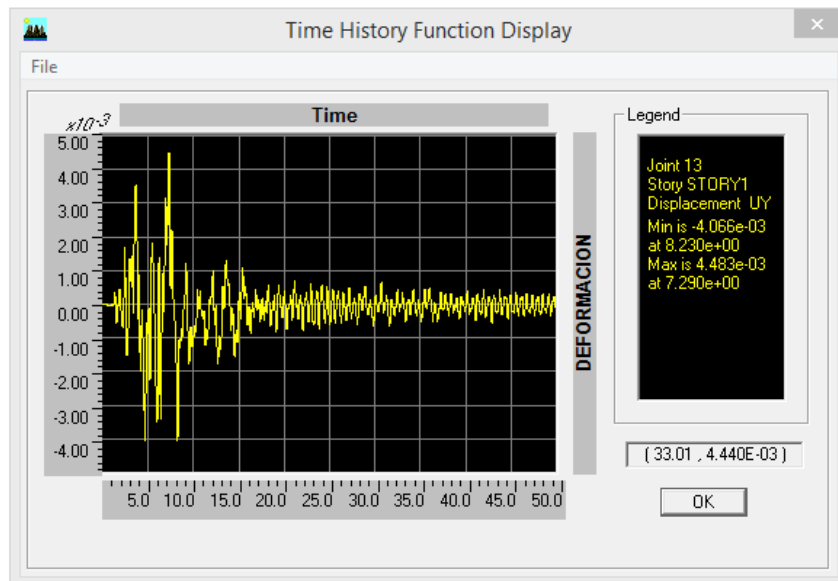 Time History Function Display
×
File
x10-3
Time
5.00
4.00
3.00
2.00
1.00
0.00
-1.00
-2.00
-3.00
-4.00
5.0 10.0 15.0 20.0 25.0 30.0 35.0 40.0 45.0 50.0
DEFORMACION
Legend
Joint 13
Story STORY1
Displacement UY
Min is -4.066e-03
at 8.230e+00
Max is 4.483e-03
at 7.290e+00
( 33.01 , 4.440E-03 )
OK